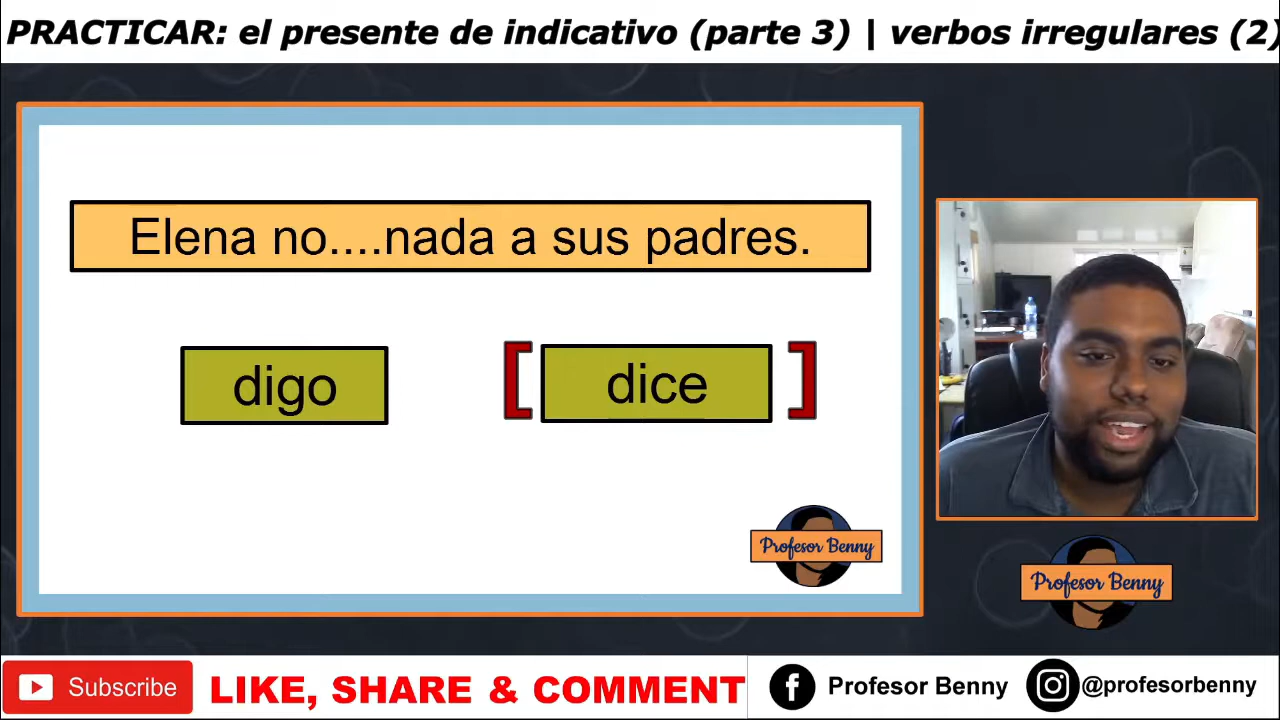 PRACTICAR: el presente de indicativo (parte 3) | verbos irregulares (2)
Elena no....nada a sus padres.
digo
[ dice ]
Profesor Benny
Profesor Benny
Subscribe
LIKE, SHARE & COMMENT
Profesor Benny
@profesorbenny